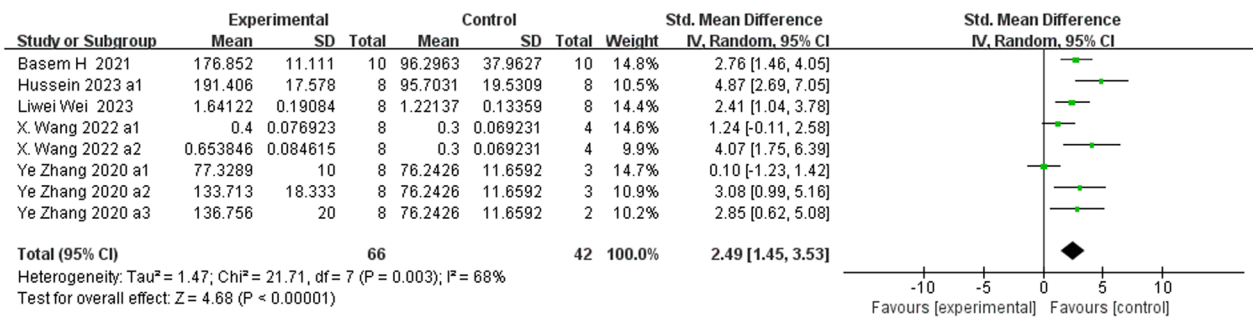 Experimental Control Std. Mean Difference Std. Mean Difference
Study or Subgroup Mean SD Total Mean SD Total Weight IV, Random, 95% CI IV, Random, 95% CI
Basem H 2021 176.852 11.111 10 96.2963 37.9627 10 14.8% 2.76 [1.46, 4.05]
Hussein 2023 a1 191.406 17.578 8 95.7031 19.5309 8 10.5% 4.87 [2.69, 7.05]
Liwei Wei 2023 1.64122 0.19084 8 1.22137 0.13359 8 14.4% 2.41 [1.04, 3.78]
X. Wang 2022 a1 0.4 0.076923 8 0.3 0.069231 4 14.6% 1.24 [-0.11, 2.58]
X. Wang 2022 a2 0.653846 0.084615 8 0.3 0.069231 4 9.9% 4.07 [1.75, 6.39]
Ye Zhang 2020 a1 77.3289 10 8 76.2426 11.6592 3 14.7% 0.10 [-1.23, 1.42]
Ye Zhang 2020 a2 133.713 18.333 8 76.2426 11.6592 3 10.9% 3.08 [0.99, 5.16]
Ye Zhang 2020 a3 136.756 20 8 76.2426 11.6592 2 10.2% 2.85 [0.62, 5.08]
Total (95% CI) 66 42 100.0% 2.49 [1.45, 3.53]
Heterogeneity: Tau² = 1.47; Chi² = 21.71, df = 7 (P = 0.003); I² = 68%
Test for overall effect: Z = 4.68 (P < 0.00001)
-10 -5 0 5 10
Favours [experimental] Favours [control]